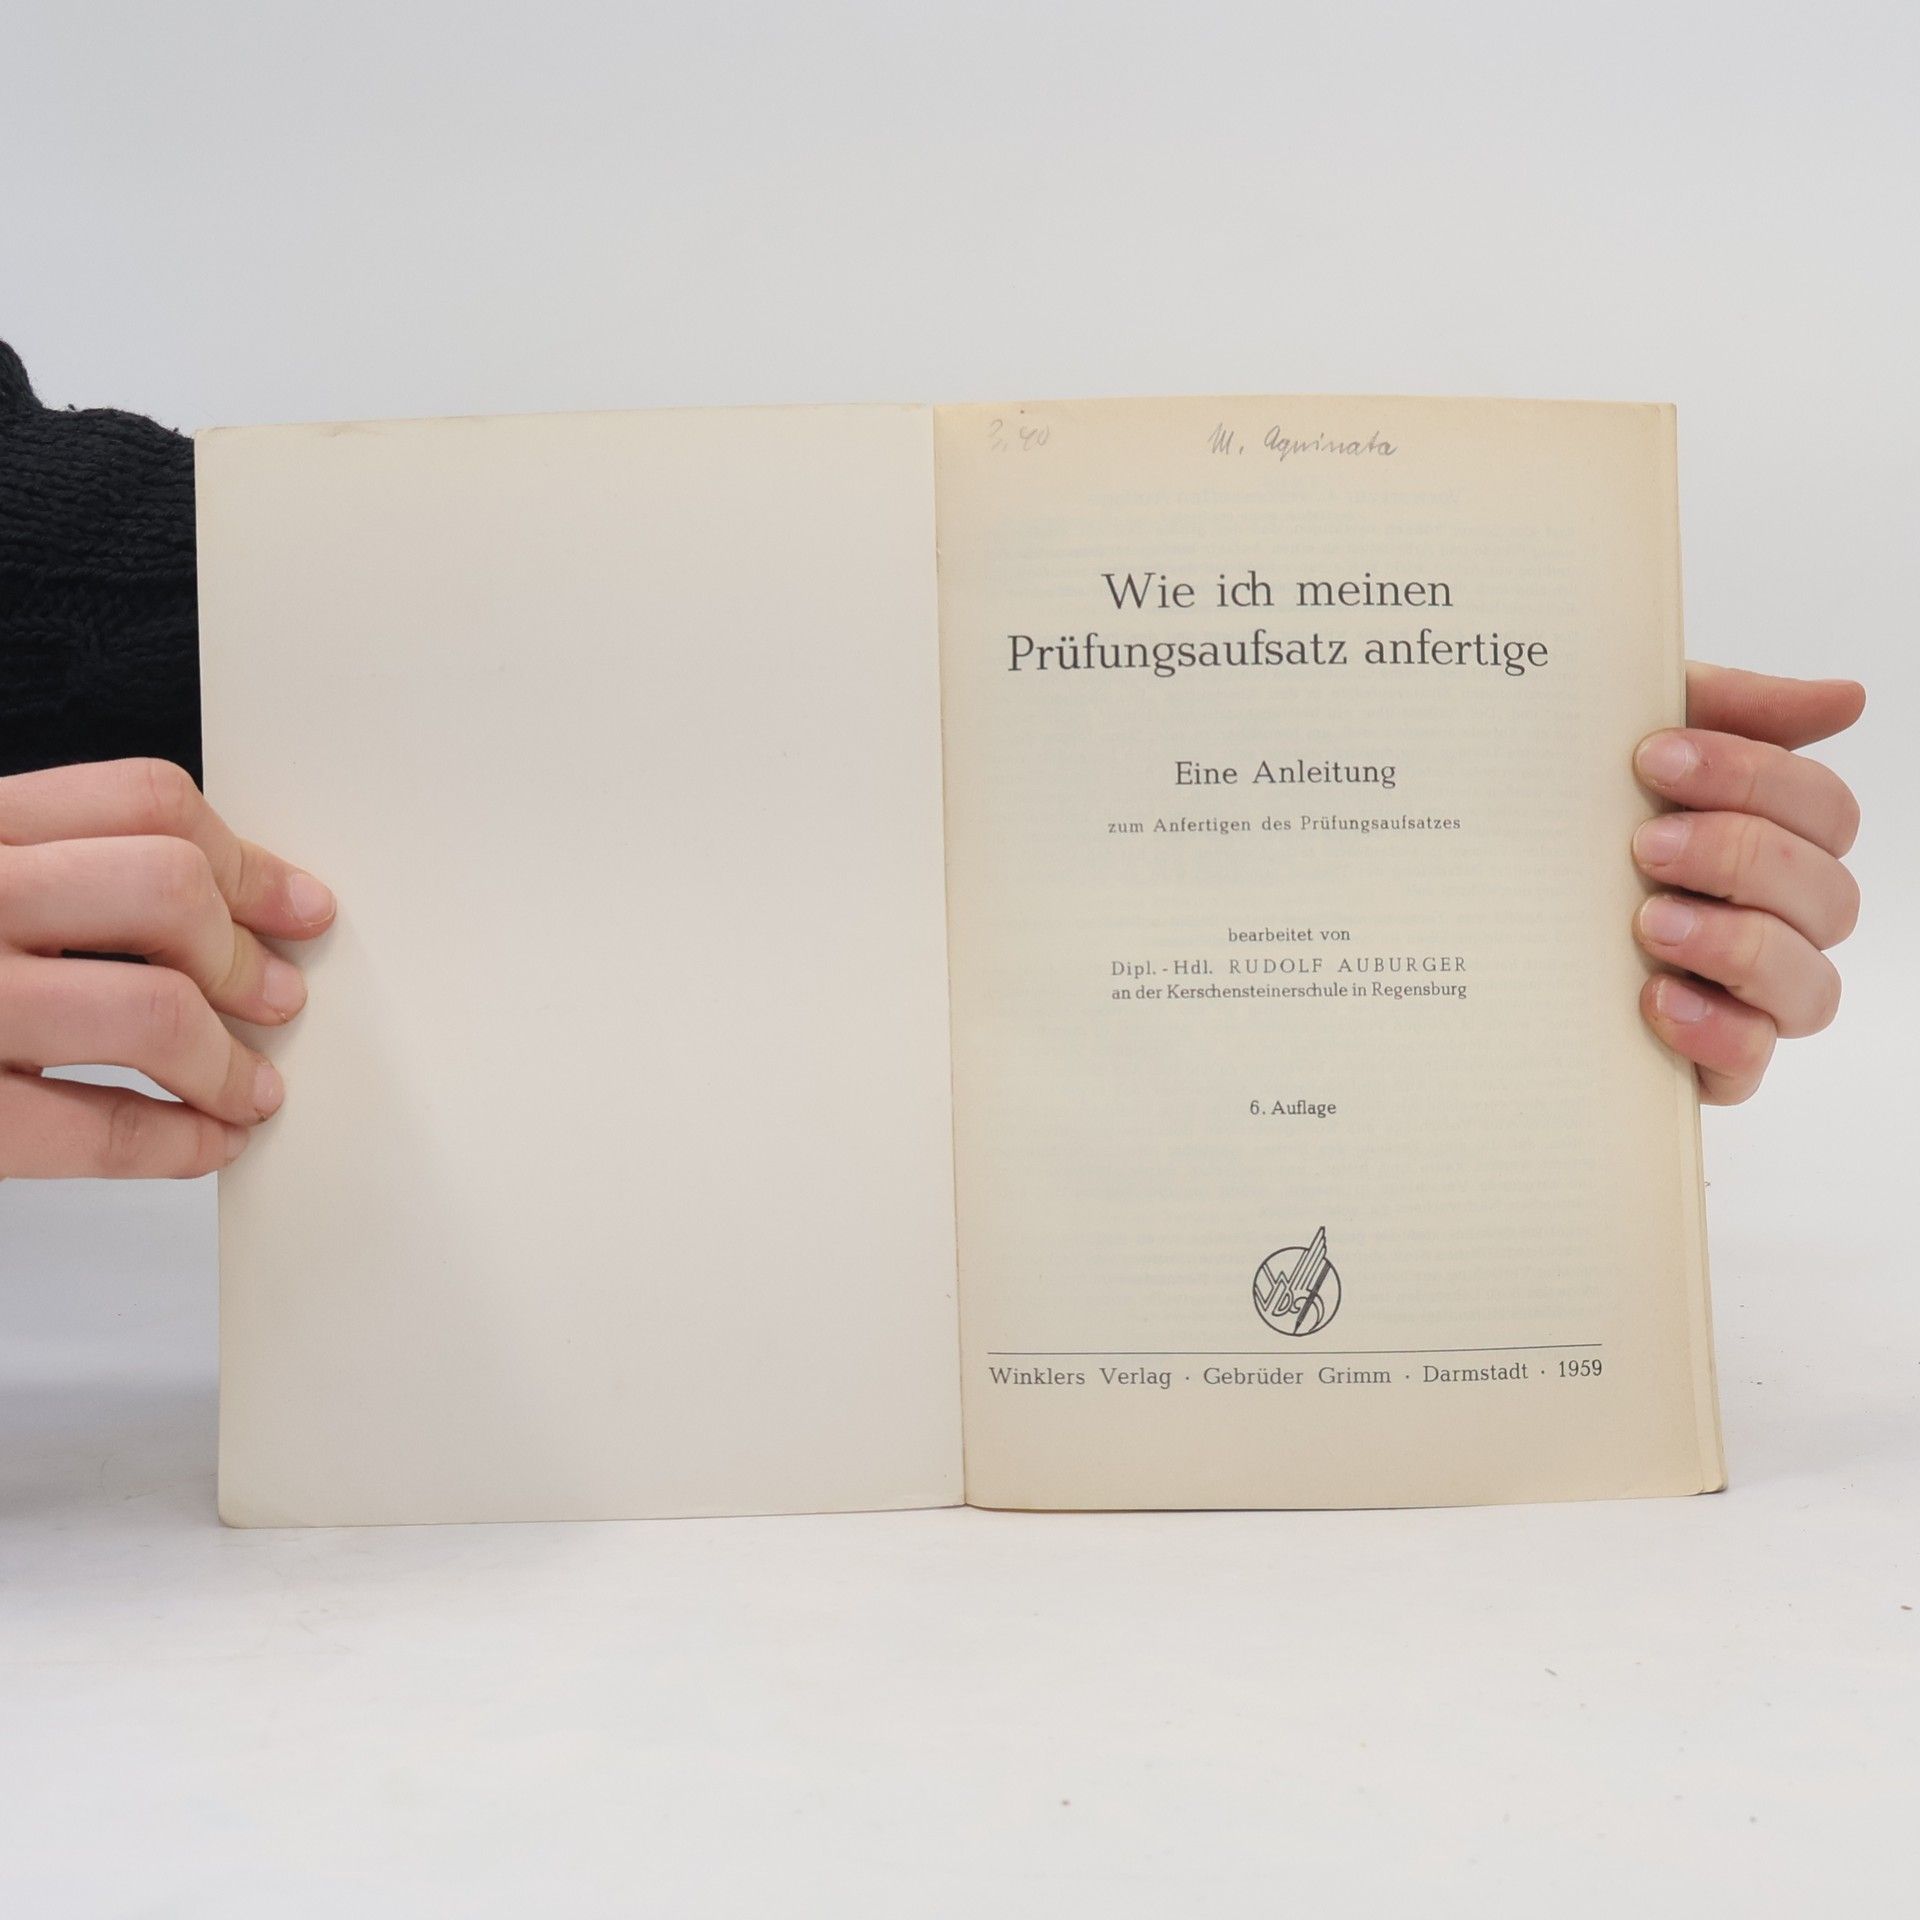 3,40
M. Aquinata
Wie ich meinen
Prüfungsaufsatz anfertige
Eine Anleitung
zum Anfertigen des Prüfungsaufsatzes
bearbeitet von
Dipl.-Hdl. RUDOLF AUBURGER
an der Kerschensteinerschule in Regensburg
6. Auflage
Winklers Verlag · Gebrüder Grimm · Darmstadt · 1959